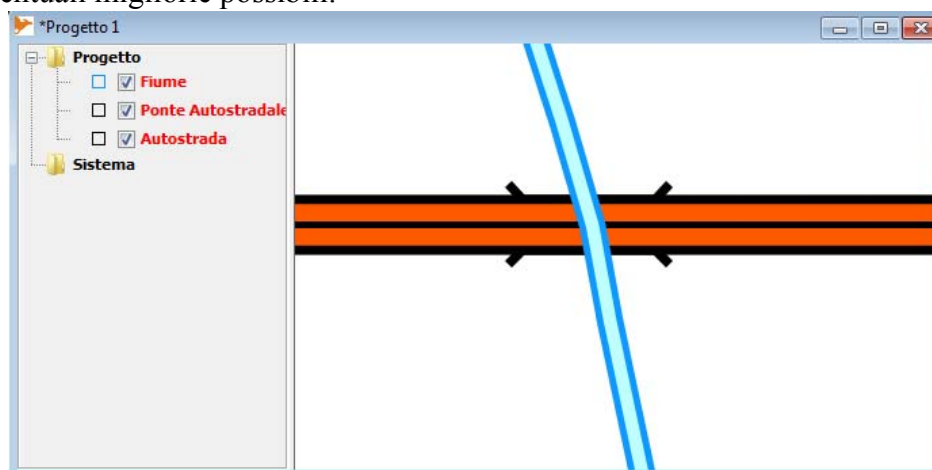 *Progetto 1
Progetto
Fiume
Ponte Autostradale
Autostrada
Sistema